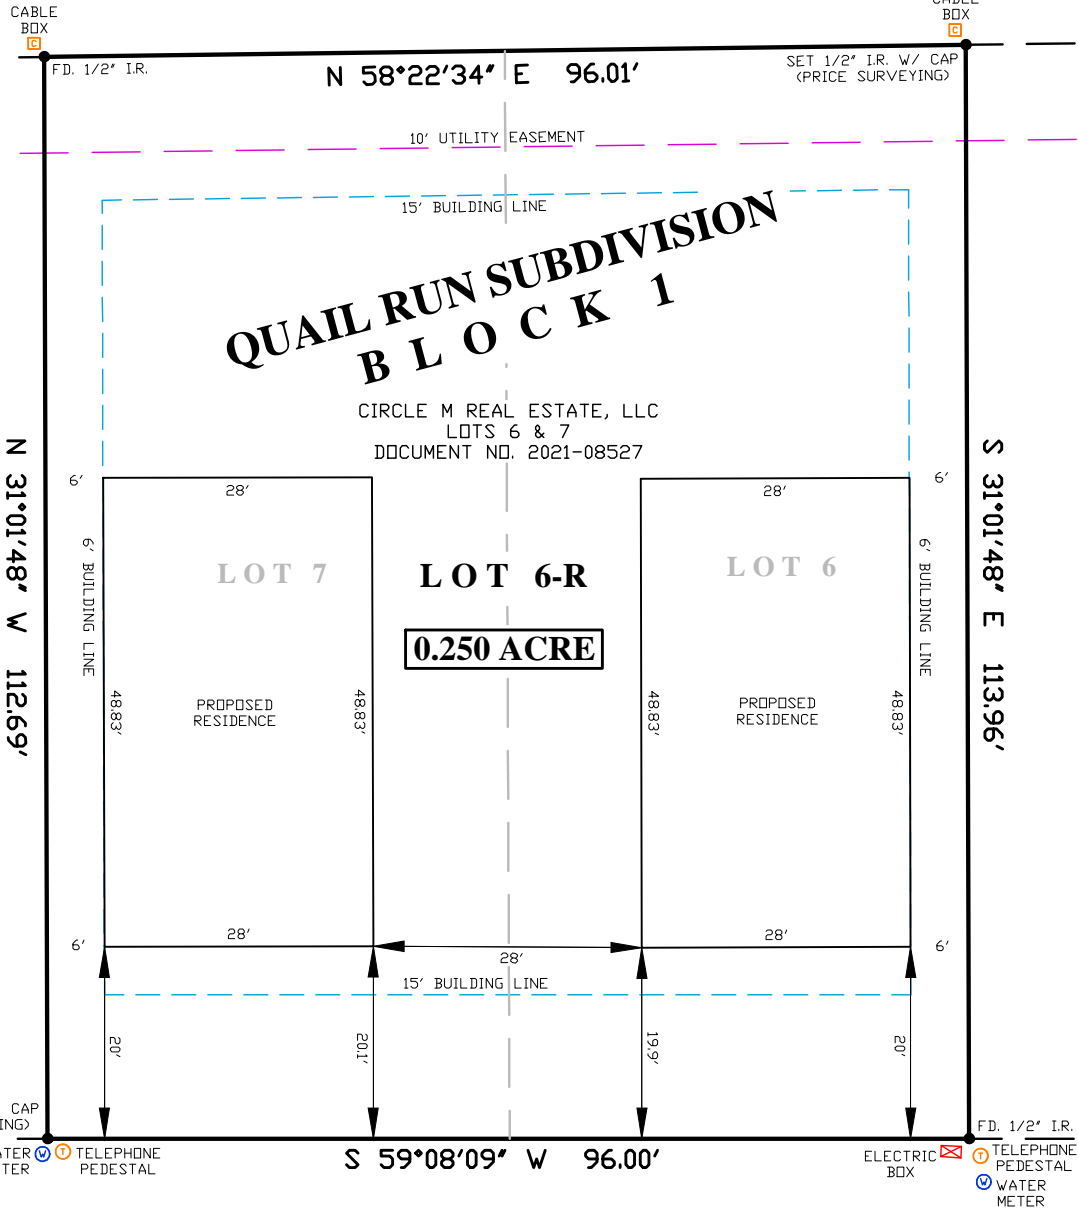 CABLE
BOX
C
CABLE
BOX
C
FD. 1/2" I.R.
N 58°22'34" E 96.01'
SET 1/2" I.R. W/ CAP
(PRICE SURVEYING)
10' UTILITY EASEMENT
15' BUILDING LINE
QUAIL RUN SUBDIVISION
BLOCK 1
CIRCLE M REAL ESTATE, LLC
LOTS 6 & 7
DOCUMENT NO. 2021-08527
N 31°01'48" W 112.69'
S 31°01'48" E 113.96'
6'
28'
28'
6'
6' BUILDING LINE
6' BUILDING LINE
LOT 7
LOT 6-R
LOT 6
0.250 ACRE
48.83'
PROPOSED
RESIDENCE
48.83'
48.83'
PROPOSED
RESIDENCE
48.83'
6'
28'
28'
28'
6'
15' BUILDING LINE
20'
20.1'
19.9'
20'
CAP
ING)
ATER
TER
W
T
TELEPHONE
PEDESTAL
S 59°08'09" W 96.00'
ELECTRIC
BOX
FD. 1/2" I.R.
T
TELEPHONE
PEDESTAL
W
WATER
METER